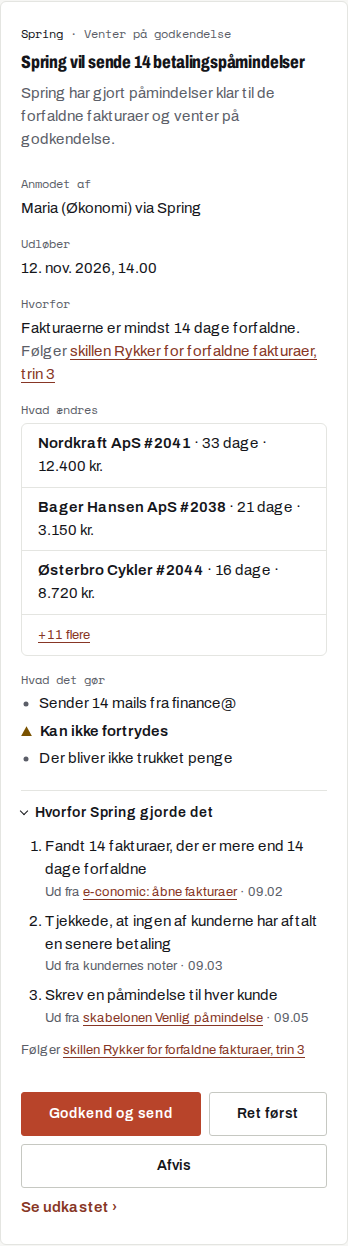 Spring · Venter på godkendelse
Spring vil sende 14 betalingspåmindelser
Spring har gjort påmindelser klar til de
forfaldne fakturaer og venter på
godkendelse.
Anmodet af
Maria (Økonomi) via Spring
Udløber
12. nov. 2026, 14.00
Hvorfor
Fakturaerne er mindst 14 dage forfaldne.
Følger skillen Rykker for forfaldne fakturaer,
trin 3
Hvad ændres
Nordkraft ApS #2041 · 33 dage ·
12.400 kr.
Bager Hansen ApS #2038 · 21 dage ·
3.150 kr.
Østerbro Cykler #2044 · 16 dage ·
8.720 kr.
+11 flere
Hvad det gør
• Sender 14 mails fra finance@
Kan ikke fortrydes
• Der bliver ikke trukket penge
Hvorfor Spring gjorde det
1. Fandt 14 fakturaer, der er mere end 14
dage forfaldne
Ud fra e-conomic: åbne fakturaer · 09.02
2. Tjekkede, at ingen af kunderne har aftalt
en senere betaling
Ud fra kundernes noter · 09.03
3. Skrev en påmindelse til hver kunde
Ud fra skabelonen Venlig påmindelse · 09.05
Følger skillen Rykker for forfaldne fakturaer, trin 3
Godkend og send
Ret først
Afvis
Se udkastet ›